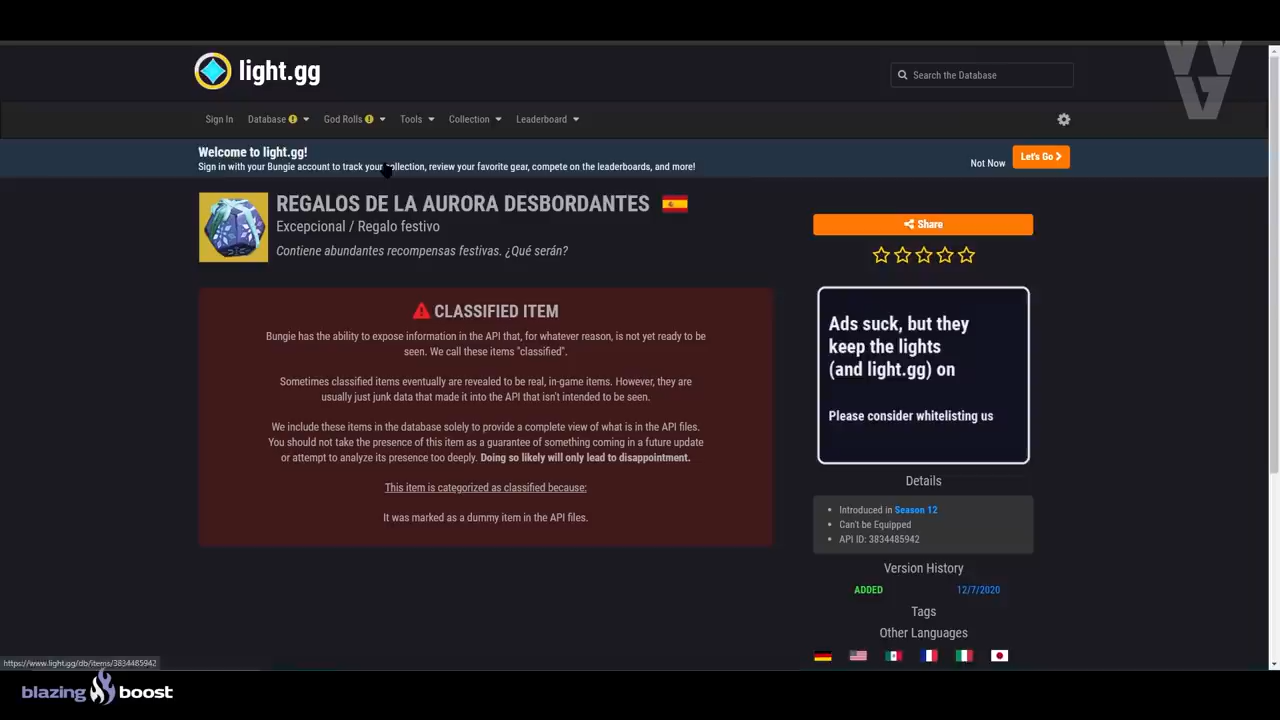 light.gg
Search the Database
WG
Sign In Database God Rolls Tools Collection Leaderboard
Welcome to light.gg!
Sign in with your Bungie account to track your collection, review your favorite gear, compete on the leaderboards, and more!
Not Now
Let's Go
REGALOS DE LA AURORA DESBORDANTES
Excepcional / Regalo festivo
Contiene abundantes recompensas festivas. ¿Qué serán?
Share
CLASSIFIED ITEM
Bungie has the ability to expose information in the API that, for whatever reason, is not yet ready to be
seen. We call these items "classified".
Sometimes classified items eventually are revealed to be real, in-game items. However, they are
usually just junk data that made it into the API that isn't intended to be seen.
We include these items in the database solely to provide a complete view of what is in the API files.
You should not take the presence of this item as a guarantee of something coming in a future update
or attempt to analyze its presence too deeply. Doing so likely will only lead to disappointment.
This item is categorized as classified because:
It was marked as a dummy item in the API files.
Ads suck, but they
keep the lights
(and light.gg) on
Please consider whitelisting us
Details
Introduced in Season 12
Can't be Equipped
API ID: 3834485942
Version History
ADDED 12/7/2020
Tags
Other Languages
https://www.light.gg/db/items/3834485942
blazing boost